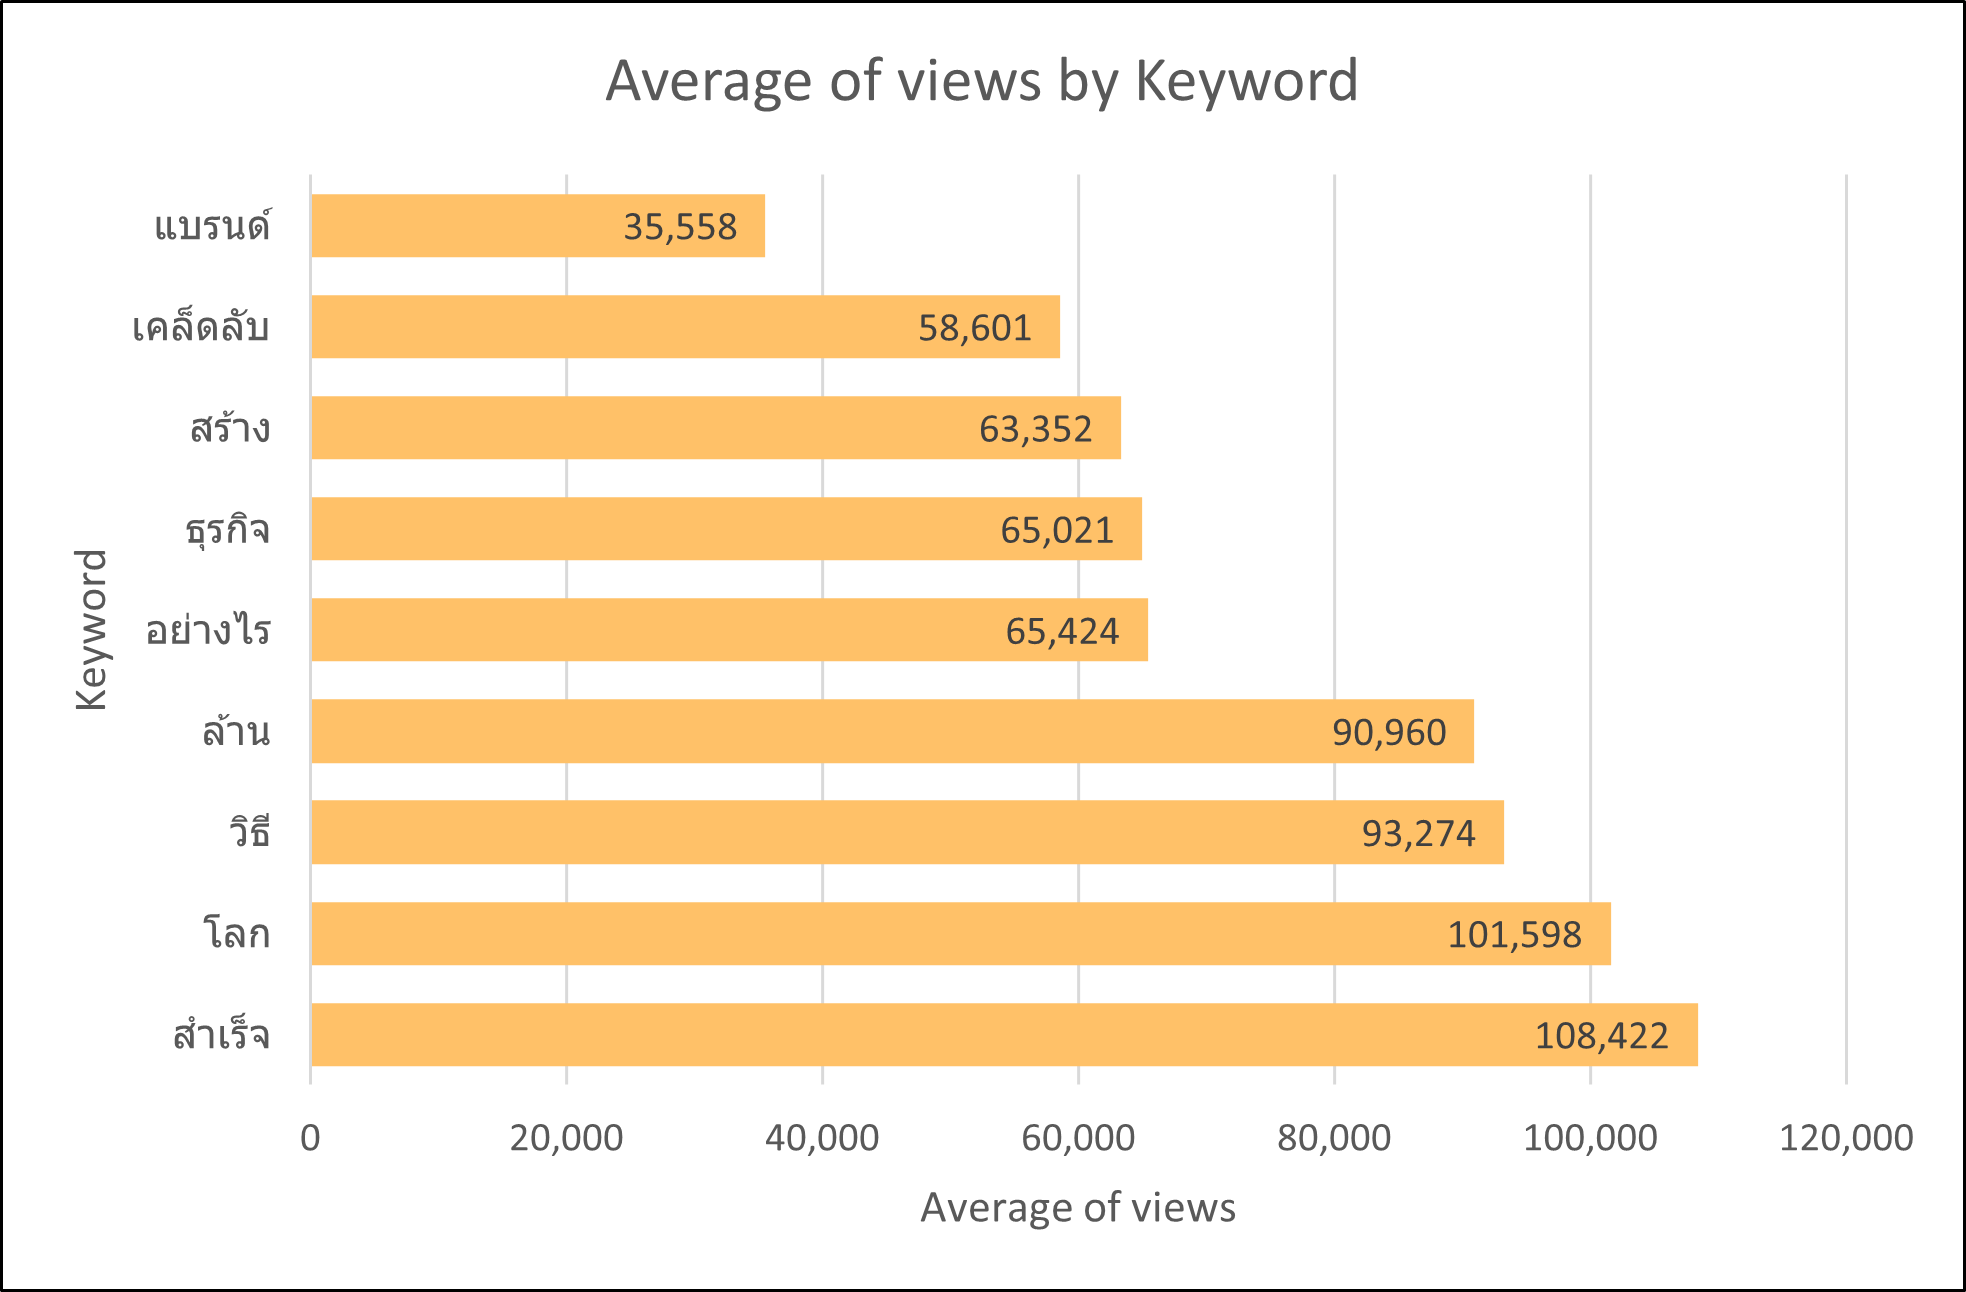 Average of views by Keyword
แบรนด์ 35,558
เคล็ดลับ 58,601
สร้าง 63,352
ธุรกิจ 65,021
อย่างไร 65,424
ล้าน 90,960
วิธี 93,274
โลก 101,598
สำเร็จ 108,422
Keyword
0 20,000 40,000 60,000 80,000 100,000 120,000
Average of views